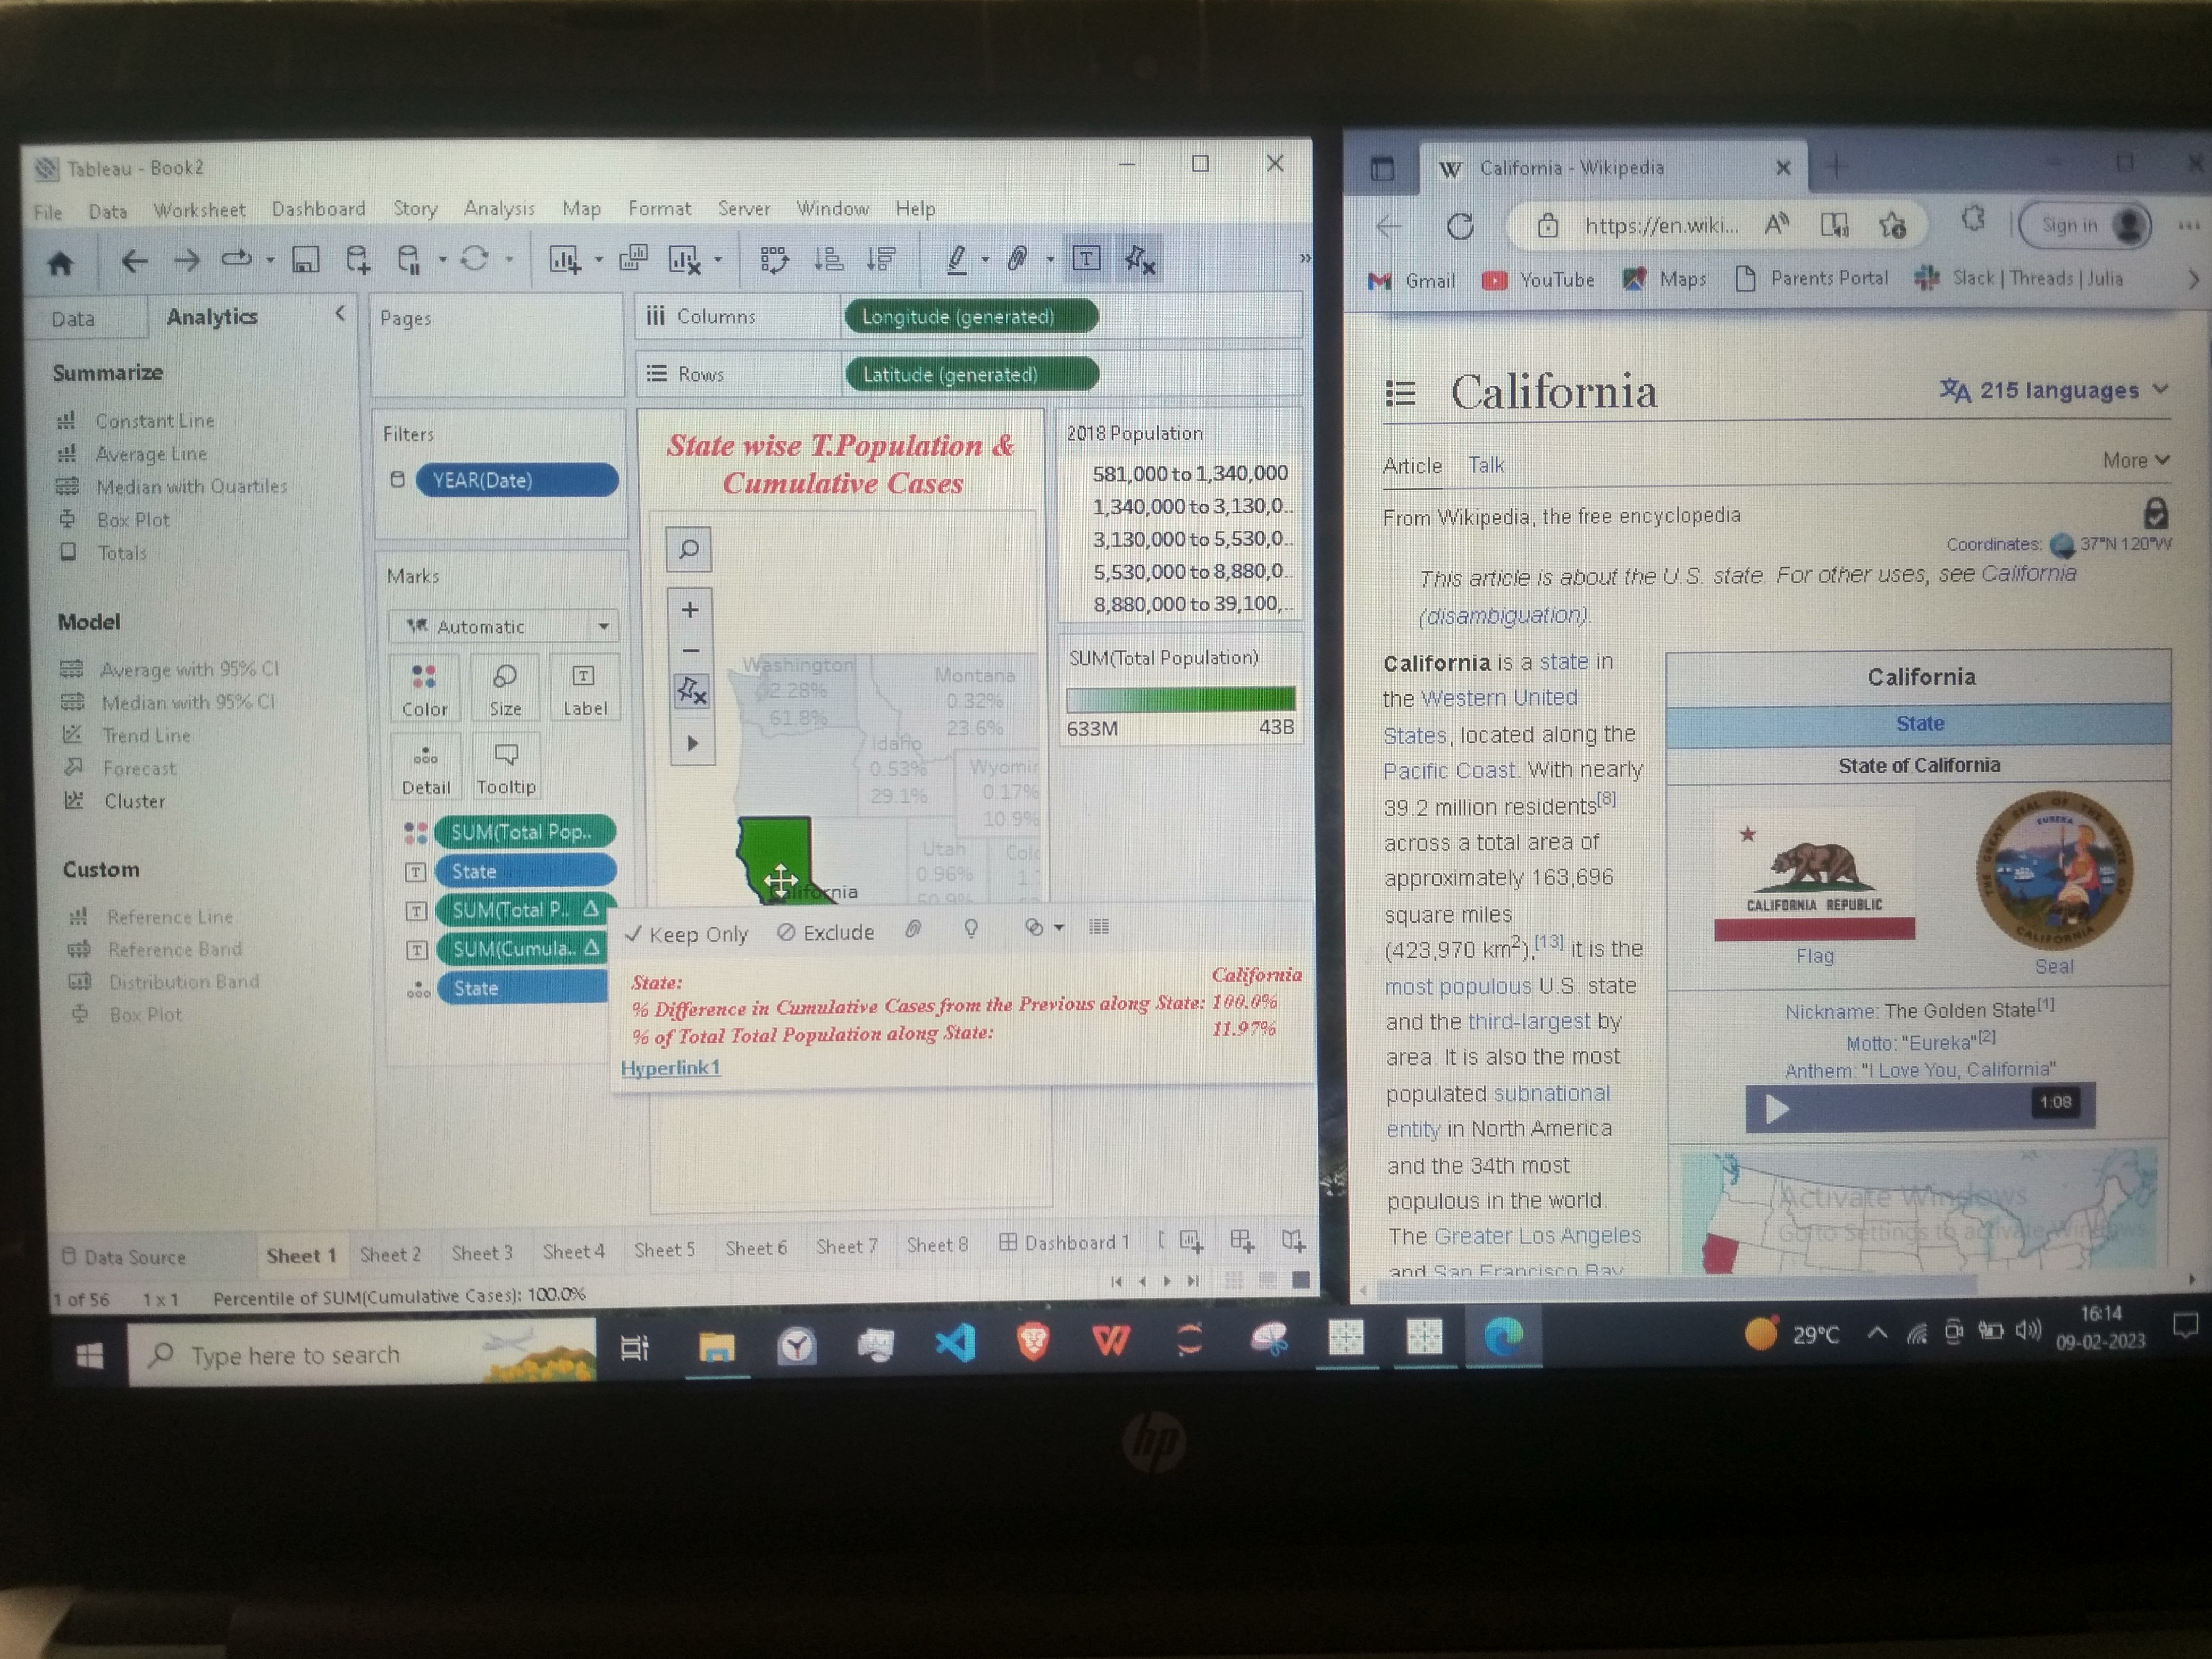 Tableau - Book2
File Data Worksheet Dashboard Story Analysis Map Format Server Window Help
Data Analytics
Summarize
Constant Line
Average Line
Median with Quartiles
Box Plot
Totals
Model
Average with 95% CI
Median with 95% CI
Trend Line
Forecast
Cluster
Custom
Reference Line
Reference Band
Distribution Band
Box Plot
Pages
Filters
YEAR(Date)
Marks
Automatic
Color Size Label
Detail Tooltip
SUM(Total Pop..
State
SUM(Total P.. Δ
SUM(Cumula.. Δ
State
Columns Longitude (generated)
Rows Latitude (generated)
State wise T.Population &
Cumulative Cases
Washington
2.28%
61.8%
Montana
0.32%
23.6%
Idaho
0.53%
29.1%
Wyomin
0.17%
10.9%
Utah
0.96%
50.9%
Colo
1.
California
2018 Population
581,000 to 1,340,000
1,340,000 to 3,130,0..
3,130,000 to 5,530,0..
5,530,000 to 8,880,0..
8,880,000 to 39,100,..
SUM(Total Population)
633M 43B
Keep Only Exclude
State: California
% Difference in Cumulative Cases from the Previous along State: 100.0%
% of Total Total Population along State: 11.97%
Hyperlink1
Data Source Sheet 1 Sheet 2 Sheet 3 Sheet 4 Sheet 5 Sheet 6 Sheet 7 Sheet 8 Dashboard 1
1 of 56 1 x 1 Percentile of SUM(Cumulative Cases): 100.0%
California - Wikipedia
https://en.wiki... Sign in
Gmail YouTube Maps Parents Portal Slack | Threads | Julia
California 215 languages
Article Talk More
From Wikipedia, the free encyclopedia
Coordinates: 37°N 120°W
This article is about the U.S. state. For other uses, see California
(disambiguation).
California is a state in
the Western United
States, located along the
Pacific Coast. With nearly
39.2 million residents[8]
across a total area of
approximately 163,696
square miles
(423,970 km2),[13] it is the
most populous U.S. state
and the third-largest by
area. It is also the most
populated subnational
entity in North America
and the 34th most
populous in the world.
The Greater Los Angeles
and San Francisco Bay
California
State
State of California
CALIFORNIA REPUBLIC
EUREKA
Flag Seal
Nickname: The Golden State[1]
Motto: "Eureka"[2]
Anthem: "I Love You, California"
1:08
Activate Windows
Go to Settings to activate Windows.
Type here to search
29°C
16:14
09-02-2023
hp